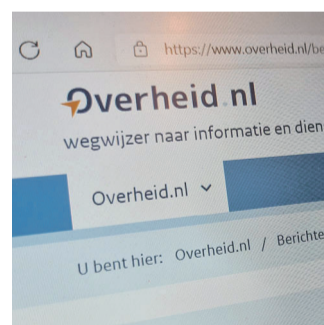 https://www.overheid.nl/be
Overheid.nl
wegwijzer naar informatie en dien
Overheid.nl
U bent hier: Overheid.nl / Berichte